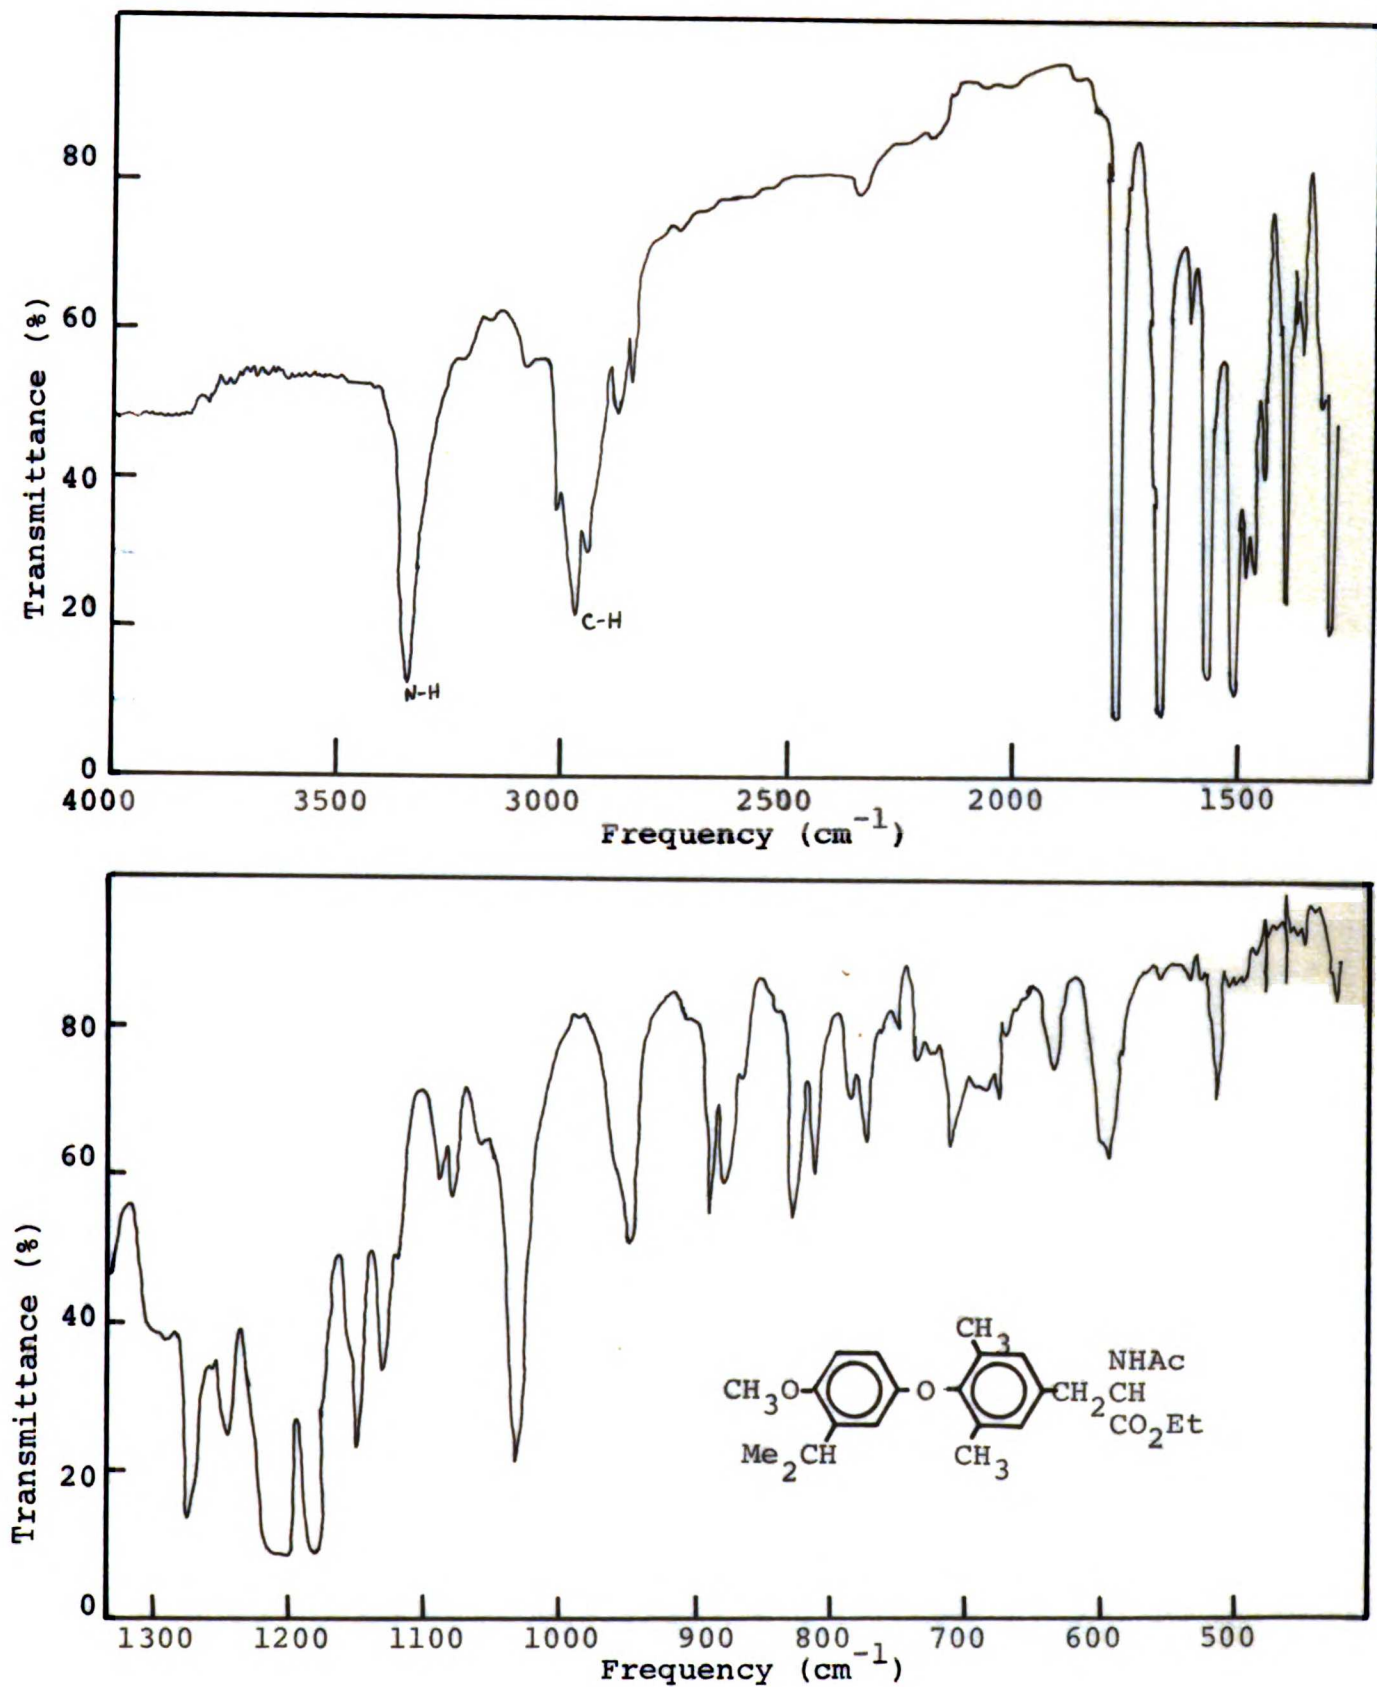 Transmittance (%)
80
60
40
20
0
N-H
C-H
4000 3500 3000 2500 2000 1500
Frequency (cm-1)
Transmittance (%)
80
60
40
20
0
CH3
NHAc
CH3O O CH2CH
CO2Et
Me2CH CH3
1300 1200 1100 1000 900 800 700 600 500
Frequency (cm-1)